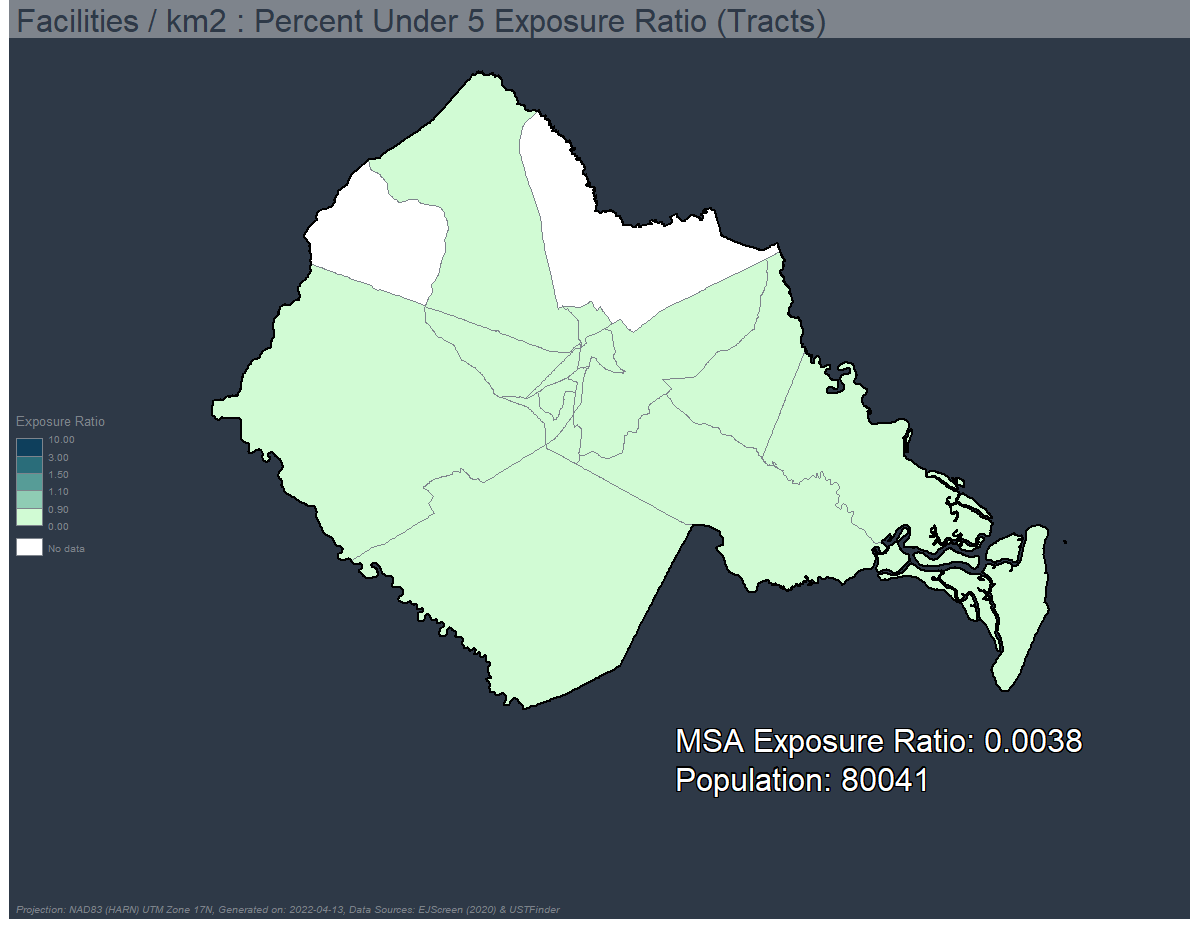 Facilities / km2 : Percent Under 5 Exposure Ratio (Tracts)
Exposure Ratio
10.00
3.00
1.50
1.10
0.90
0.00
No data
MSA Exposure Ratio: 0.0038
Population: 80041
Projection: NAD83 (HARN) UTM Zone 17N, Generated on: 2022-04-13, Data Sources: EJScreen (2020) & USTFinder